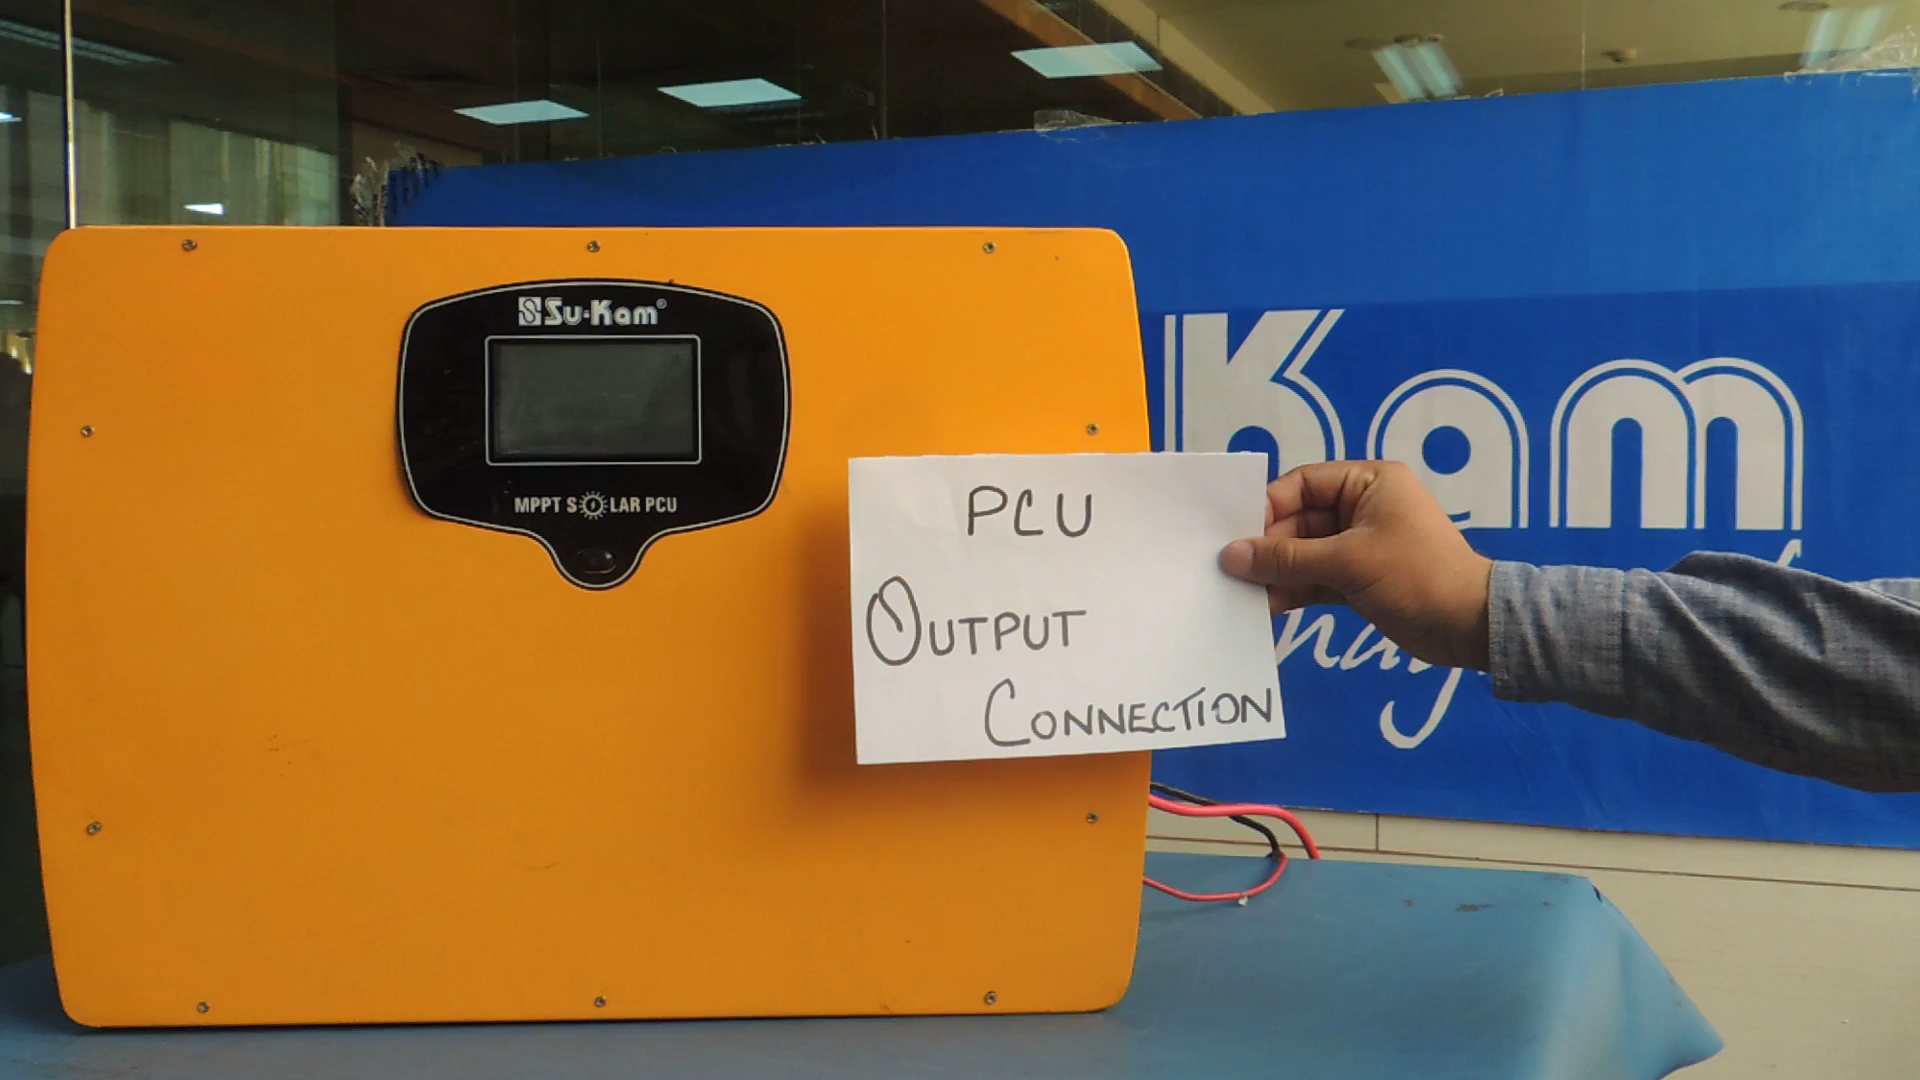 Su-Kam®
MPPT SOLAR PCU
Kam
PCU
OUTPUT
CONNECTION